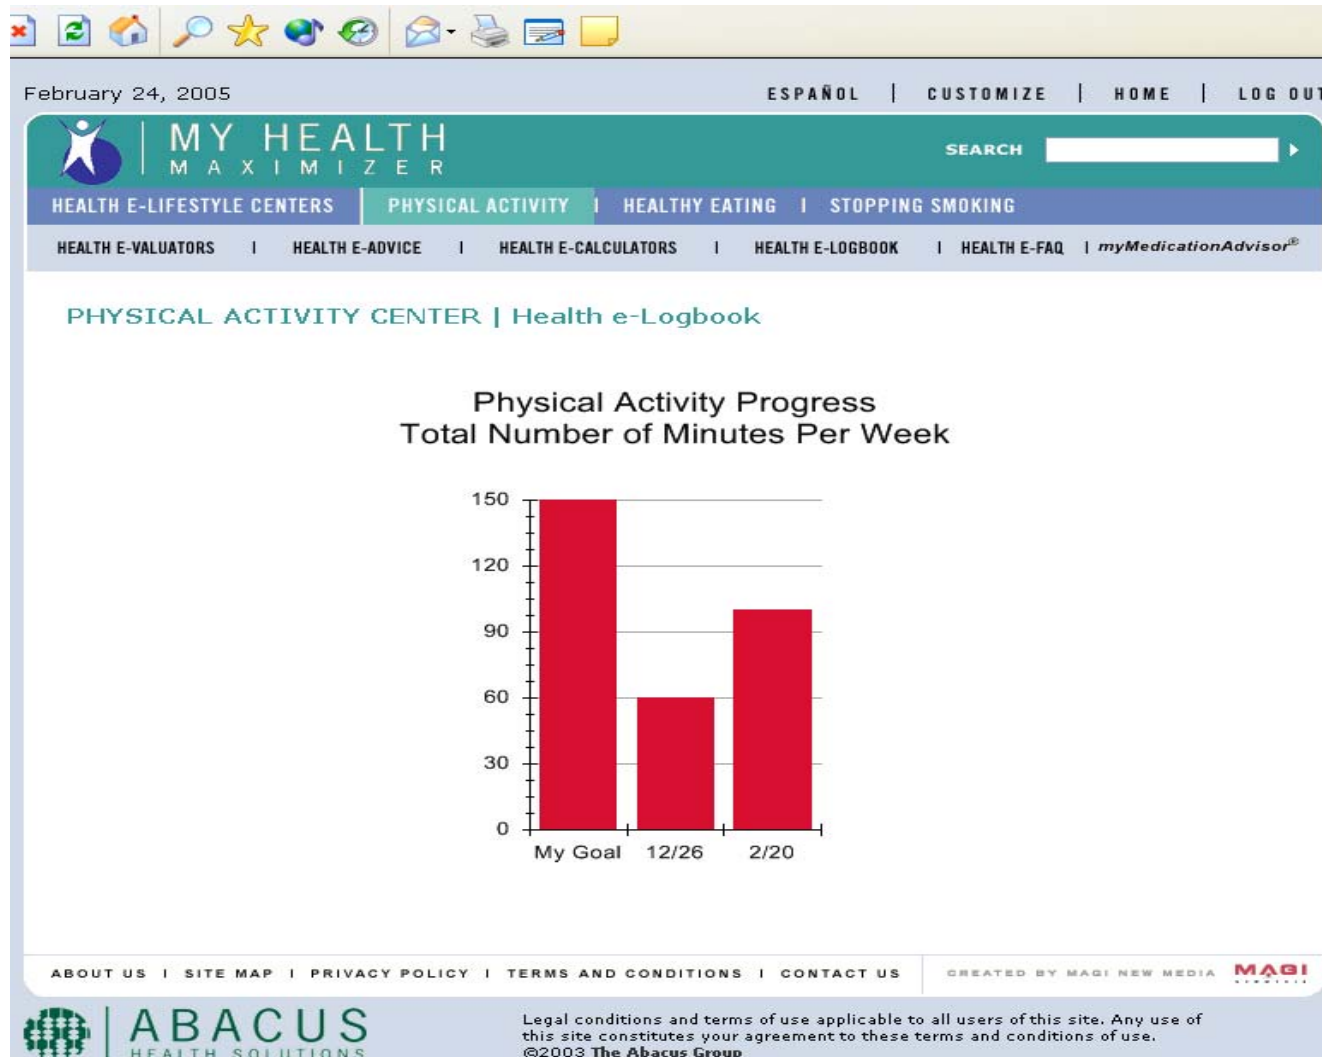 February 24, 2005
ESPAÑOL | CUSTOMIZE | HOME | LOG OUT
MY HEALTH
MAXIMIZER
SEARCH
HEALTH E-LIFESTYLE CENTERS PHYSICAL ACTIVITY | HEALTHY EATING | STOPPING SMOKING
HEALTH E-VALUATORS | HEALTH E-ADVICE | HEALTH E-CALCULATORS | HEALTH E-LOGBOOK | HEALTH E-FAQ | myMedicationAdvisor®
PHYSICAL ACTIVITY CENTER | Health e-Logbook
Physical Activity Progress
Total Number of Minutes Per Week
150
120
90
60
30
0
My Goal 12/26 2/20
ABOUT US | SITE MAP | PRIVACY POLICY | TERMS AND CONDITIONS | CONTACT US CREATED BY MAGI NEW MEDIA MAGI
ABACUS
HEALTH SOLUTIONS
Legal conditions and terms of use applicable to all users of this site. Any use of
this site constitutes your agreement to these terms and conditions of use.
©2003 The Abacus Group